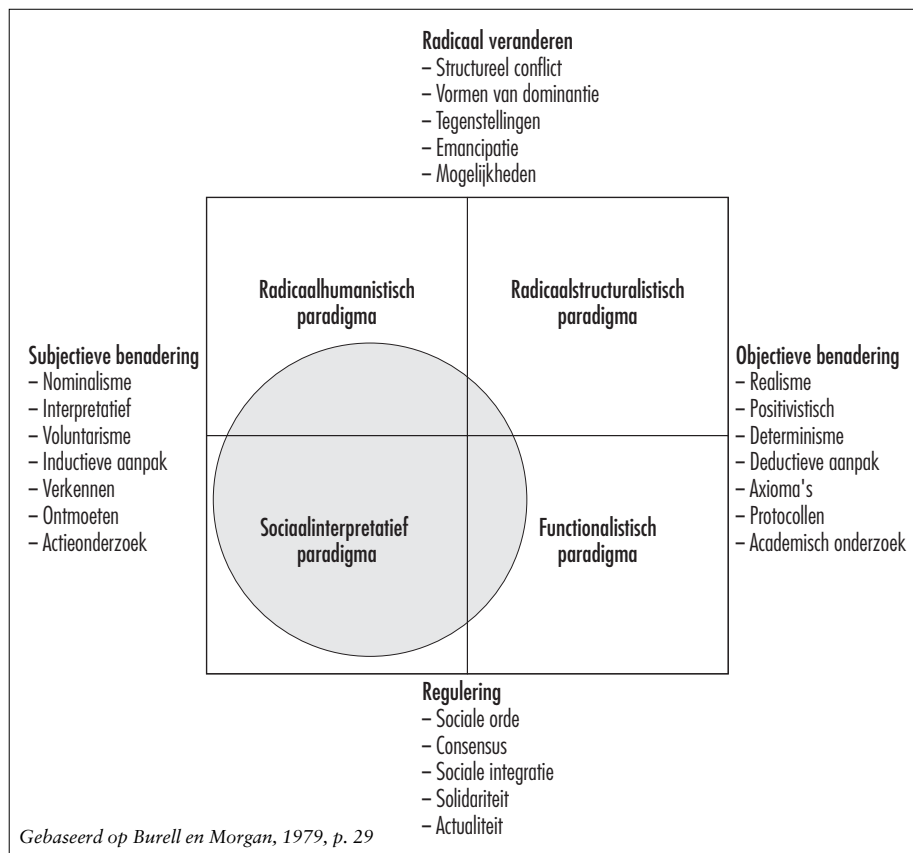 Radicaal veranderen
– Structureel conflict
– Vormen van dominantie
– Tegenstellingen
– Emancipatie
– Mogelijkheden
Radicaalhumanistisch
paradigma
Radicaalstructuralistisch
paradigma
Subjectieve benadering
– Nominalisme
– Interpretatief
– Voluntarisme
– Inductieve aanpak
– Verkennen
– Ontmoeten
– Actieonderzoek
Objectieve benadering
– Realisme
– Positivistisch
– Determinisme
– Deductieve aanpak
– Axioma's
– Protocollen
– Academisch onderzoek
Sociaalinterpretatief
paradigma
Functionalistisch
paradigma
Regulering
– Sociale orde
– Consensus
– Sociale integratie
– Solidariteit
– Actualiteit
Gebaseerd op Burell en Morgan, 1979, p. 29